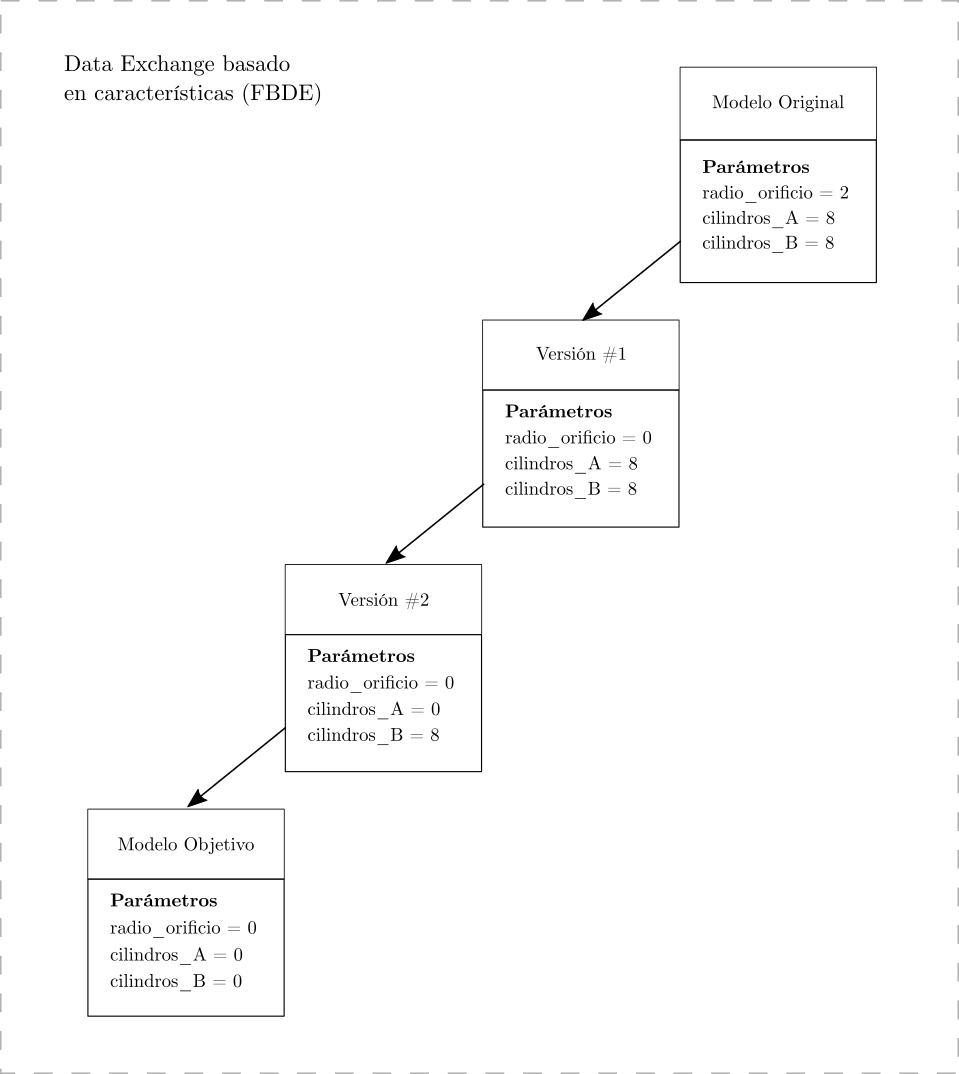 Data Exchange basado
en características (FBDE)
Modelo Original
Parámetros
radio_orificio = 2
cilindros_A = 8
cilindros_B = 8
Versión #1
Parámetros
radio_orificio = 0
cilindros_A = 8
cilindros_B = 8
Versión #2
Parámetros
radio_orificio = 0
cilindros_A = 0
cilindros_B = 8
Modelo Objetivo
Parámetros
radio_orificio = 0
cilindros_A = 0
cilindros_B = 0